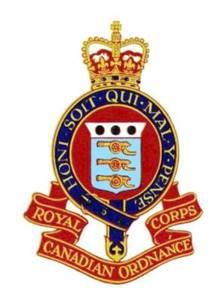 HONI SOIT QUI MAL Y PENSE
ROYAL CORPS
CANADIAN ORDNANCE